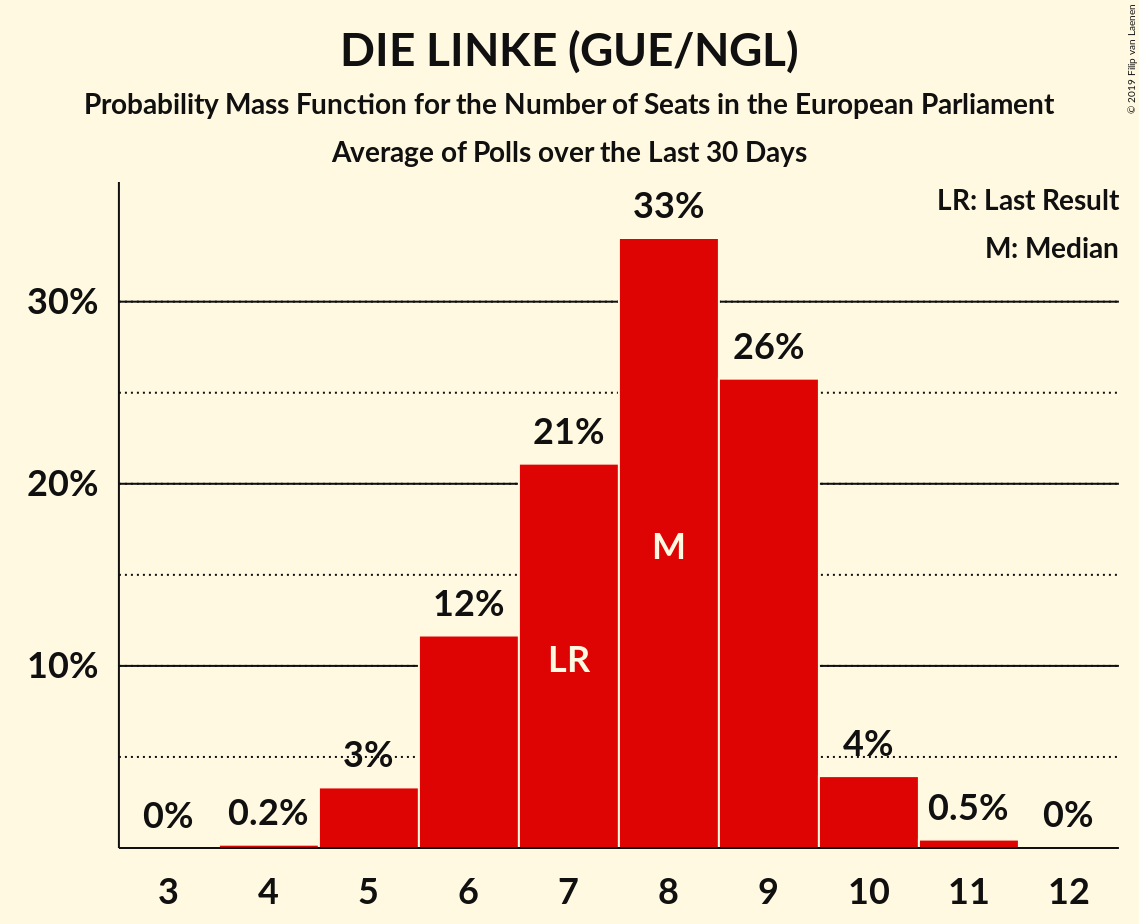 DIE LINKE (GUE/NGL)
Probability Mass Function for the Number of Seats in the European Parliament
Average of Polls over the Last 30 Days
© 2019 Filip van Laenen
LR: Last Result
M: Median
33%
30%
26%
21%
20%
M
12%
LR
10%
3%
4%
0%
0.2%
0.5%
0%
3 4 5 6 7 8 9 10 11 12